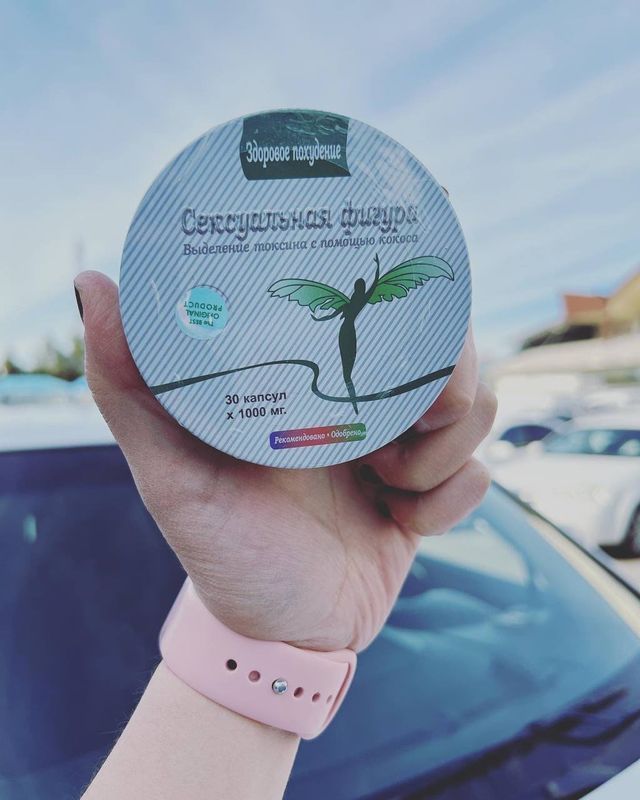 Здоровое похудение
Сексуальная фигура
Выделение токсина с помощью кокоса
The BEST
ORIGINAL
PRODUCT
30 капсул
х 1000 мг.
Рекомендовано • Одобрено